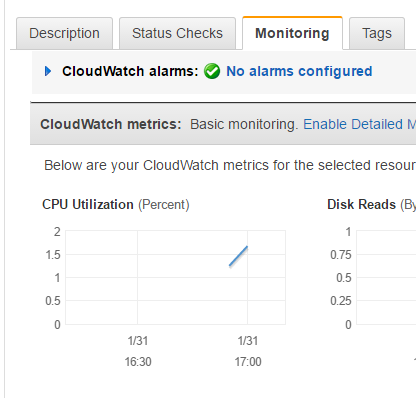 Description Status Checks Monitoring Tags
CloudWatch alarms: No alarms configured
CloudWatch metrics: Basic monitoring. Enable Detailed
Below are your CloudWatch metrics for the selected
CPU Utilization (Percent) Disk Reads
2 1
1.5 0.75
1 0.5
0.5 0.25
0 0
1/31 1/31
16:30 17:00